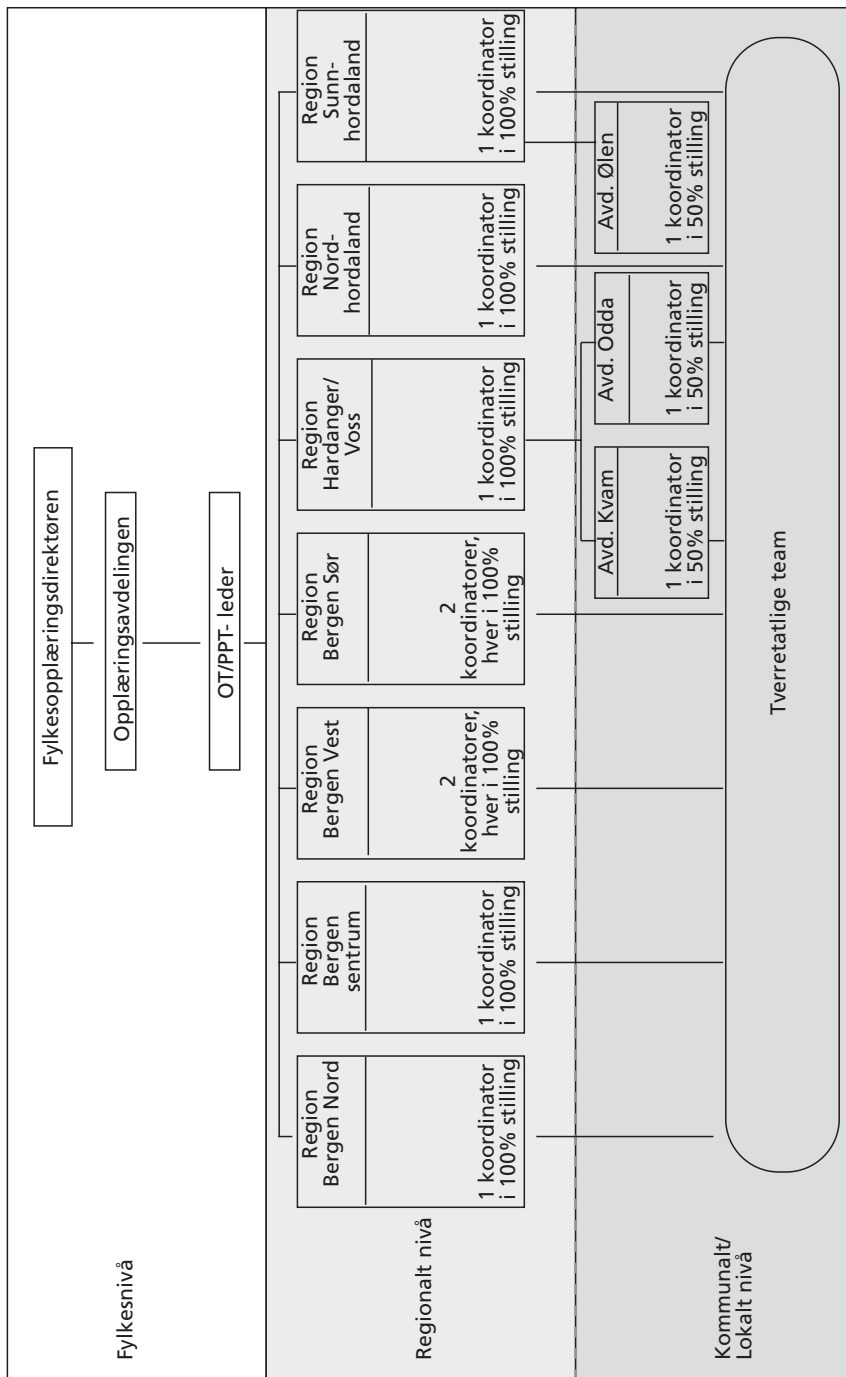 Fylkesnivå
Fylkesopplæringsdirektøren
Opplæringsavdelingen
OT/PPT- leder
Regionalt nivå
Region
Bergen Nord
1 koordinator
i 100% stilling
Region
Bergen
sentrum
1 koordinator
i 100% stilling
Region
Bergen Vest
2
koordinatorer,
hver i 100%
stilling
Region
Bergen Sør
2
koordinatorer,
hver i 100%
stilling
Region
Hardanger/
Voss
1 koordinator
i 100% stilling
Region
Nord-
hordaland
1 koordinator
i 100% stilling
Region
Sunn-
hordaland
1 koordinator
i 100% stilling
Kommunalt/
Lokalt nivå
Avd. Kvam
1 koordinator
i 50% stilling
Avd. Odda
1 koordinator
i 50% stilling
Avd. Ølen
1 koordinator
i 50% stilling
Tverretatlige team